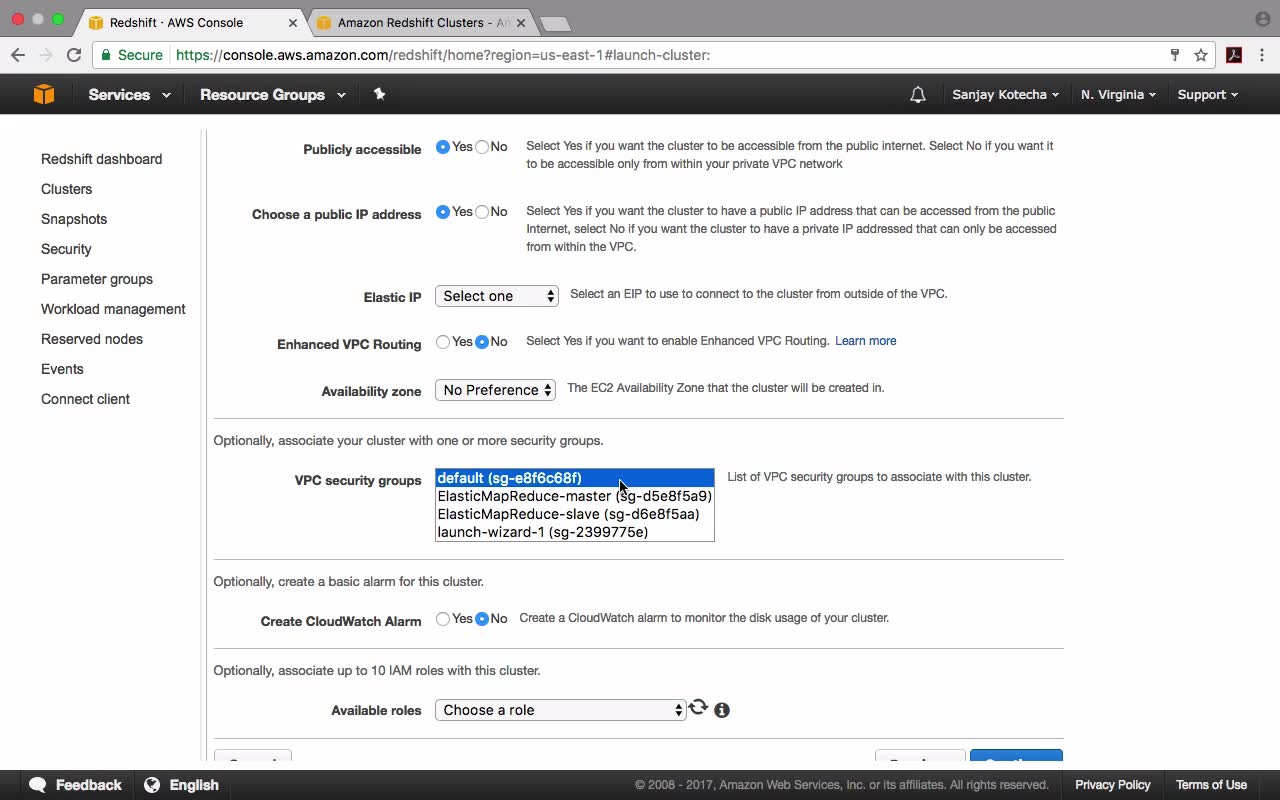 Redshift · AWS Console
Amazon Redshift Clusters - Am
Secure https://console.aws.amazon.com/redshift/home?region=us-east-1#launch-cluster:
Services Resource Groups Sanjay Kotecha N. Virginia Support
Redshift dashboard
Clusters
Snapshots
Security
Parameter groups
Workload management
Reserved nodes
Events
Connect client
Publicly accessible Yes No Select Yes if you want the cluster to be accessible from the public internet. Select No if you want it
to be accessible only from within your private VPC network
Choose a public IP address Yes No Select Yes if you want the cluster to have a public IP address that can be accessed from the public
Internet, select No if you want the cluster to have a private IP addressed that can only be accessed
from within the VPC.
Elastic IP Select one Select an EIP to use to connect to the cluster from outside of the VPC.
Enhanced VPC Routing Yes No Select Yes if you want to enable Enhanced VPC Routing. Learn more
Availability zone No Preference The EC2 Availability Zone that the cluster will be created in.
Optionally, associate your cluster with one or more security groups.
VPC security groups default (sg-e8f6c68f) List of VPC security groups to associate with this cluster.
ElasticMapReduce-master (sg-d5e8f5a9)
ElasticMapReduce-slave (sg-d6e8f5aa)
launch-wizard-1 (sg-2399775e)
Optionally, create a basic alarm for this cluster.
Create CloudWatch Alarm Yes No Create a CloudWatch alarm to monitor the disk usage of your cluster.
Optionally, associate up to 10 IAM roles with this cluster.
Available roles Choose a role
Feedback English © 2008 - 2017, Amazon Web Services, Inc. or its affiliates. All rights reserved. Privacy Policy Terms of Use